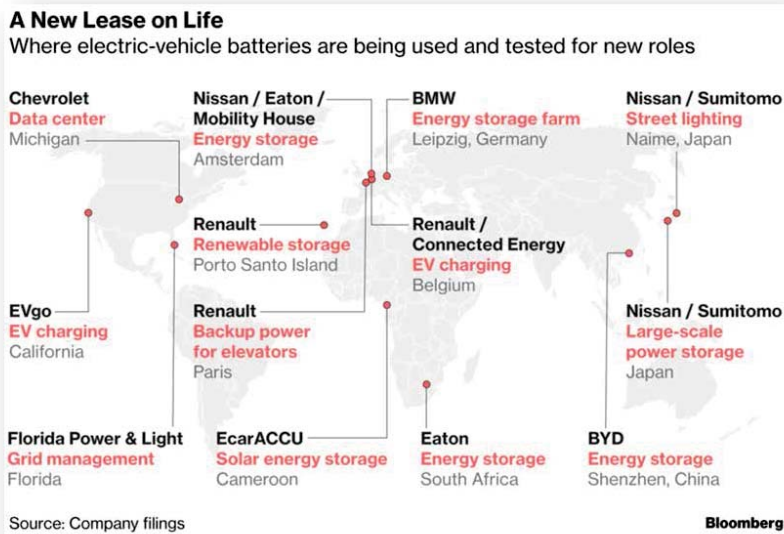 A New Lease on Life
Where electric-vehicle batteries are being used and tested for new roles
Chevrolet
Data center
Michigan
Nissan / Eaton /
Mobility House
Energy storage
Amsterdam
BMW
Energy storage farm
Leipzig, Germany
Nissan / Sumitomo
Street lighting
Naime, Japan
Renault
Renewable storage
Porto Santo Island
Renault /
Connected Energy
EV charging
Belgium
EVgo
EV charging
California
Renault
Backup power
for elevators
Paris
Nissan / Sumitomo
Large-scale
power storage
Japan
Florida Power & Light
Grid management
Florida
EcarACCU
Solar energy storage
Cameroon
Eaton
Energy storage
South Africa
BYD
Energy storage
Shenzhen, China
Source: Company filings
Bloomberg